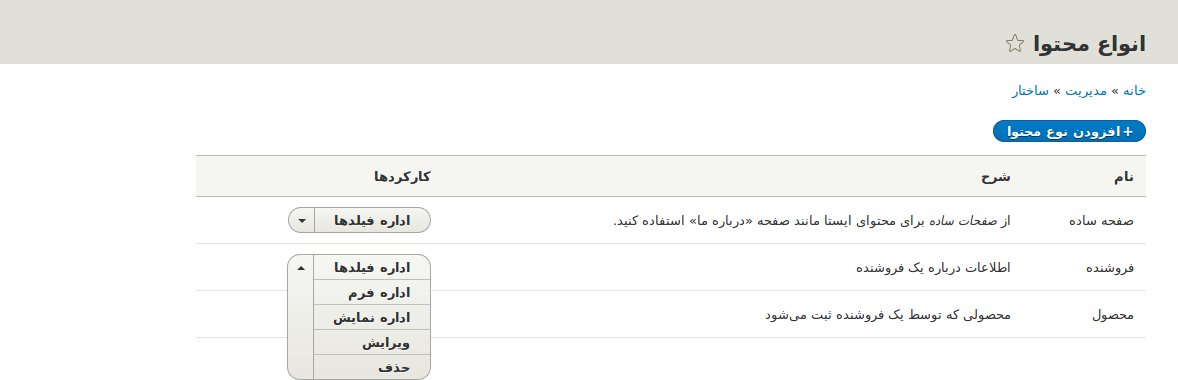 انواع محتوا
خانه » مدیریت » ساختار
+ افزودن نوع محتوا
نام شرح کارکردها
صفحه ساده از صفحات ساده برای محتوای ایستا مانند صفحه «درباره ما» استفاده کنید. اداره فیلدها
فروشنده اطلاعات درباره یک فروشنده اداره فیلدها
اداره فرم
محصول محصولی که توسط یک فروشنده ثبت می‌شود اداره نمایش
ویرایش
حذف